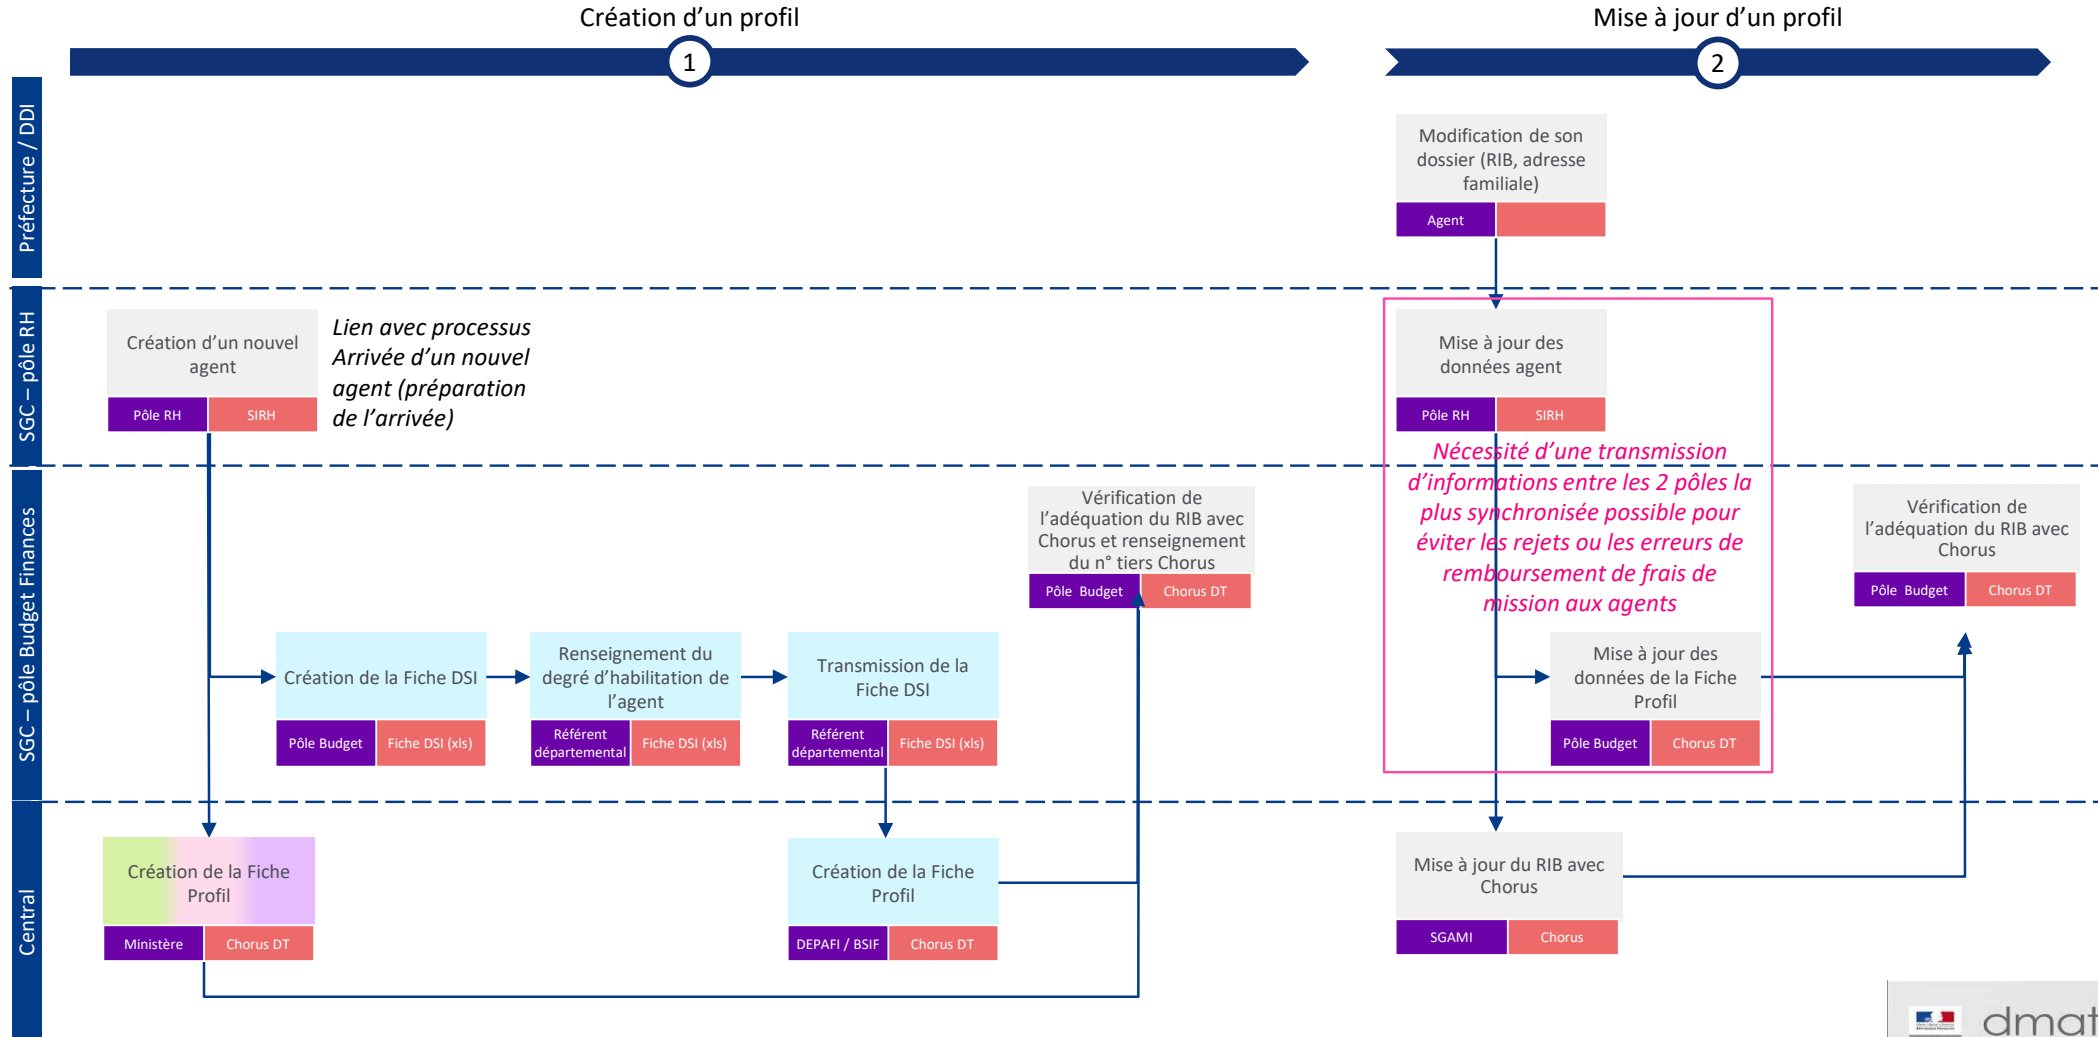 Création d'un profil
Mise à jour d'un profil
1
2
Préfecture / DDI
Modification de son
dossier (RIB, adresse
familiale)
Agent
SGC – pôle RH
Création d'un nouvel
agent
Pôle RH
SIRH
Lien avec processus
Arrivée d'un nouvel
agent (préparation
de l'arrivée)
Mise à jour des
données agent
Pôle RH
SIRH
Nécessité d'une transmission
d'informations entre les 2 pôles la
plus synchronisée possible pour
éviter les rejets ou les erreurs de
remboursement de frais de
mission aux agents
SGC – pôle Budget Finances
Vérification de
l'adéquation du RIB avec
Chorus et renseignement
du n° tiers Chorus
Pôle Budget
Chorus DT
Vérification de
l'adéquation du RIB avec
Chorus
Pôle Budget
Chorus DT
Création de la Fiche DSI
Pôle Budget
Fiche DSI (xls)
Renseignement du
degré d'habilitation de
l'agent
Référent
départemental
Fiche DSI (xls)
Transmission de la
Fiche DSI
Référent
départemental
Fiche DSI (xls)
Mise à jour des
données de la Fiche
Profil
Pôle Budget
Chorus DT
Central
Création de la Fiche
Profil
Ministère
Chorus DT
Création de la Fiche
Profil
DEPAFI / BSIF
Chorus DT
Mise à jour du RIB avec
Chorus
SGAMI
Chorus
dmat